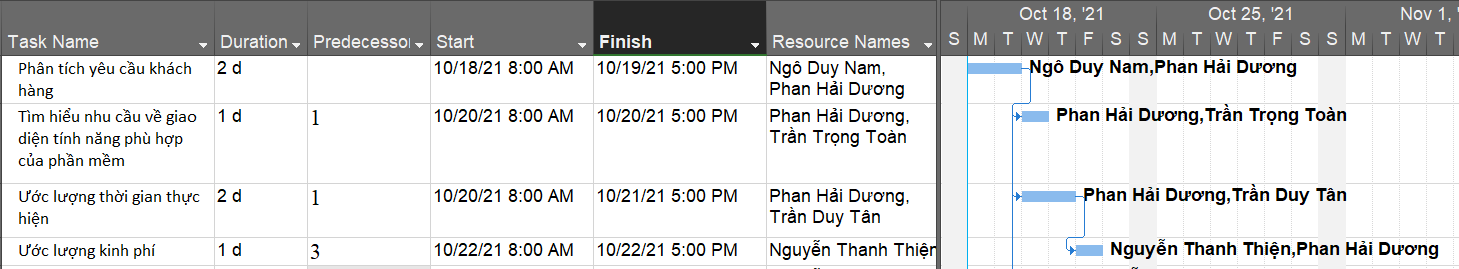 Oct 18, '21 Oct 25, '21 Nov 1, '
Task Name Duration Predecessor Start Finish Resource Names S M T W T F S S M T W T F S S M T W T F
Phân tích yêu cầu khách
hàng
2 d
10/18/21 8:00 AM
10/19/21 5:00 PM
Ngô Duy Nam,
Phan Hải Dương
Ngô Duy Nam,Phan Hải Dương
Tìm hiểu nhu cầu về giao
diện tính năng phù hợp
của phần mềm
1 d
1
10/20/21 8:00 AM
10/20/21 5:00 PM
Phan Hải Dương,
Trần Trọng Toàn
Phan Hải Dương,Trần Trọng Toàn
Ước lượng thời gian thực
hiện
2 d
1
10/20/21 8:00 AM
10/21/21 5:00 PM
Phan Hải Dương,
Trần Duy Tân
Phan Hải Dương,Trần Duy Tân
Ước lượng kinh phí
1 d
3
10/22/21 8:00 AM
10/22/21 5:00 PM
Nguyễn Thanh Thiện
Nguyễn Thanh Thiện,Phan Hải Dương